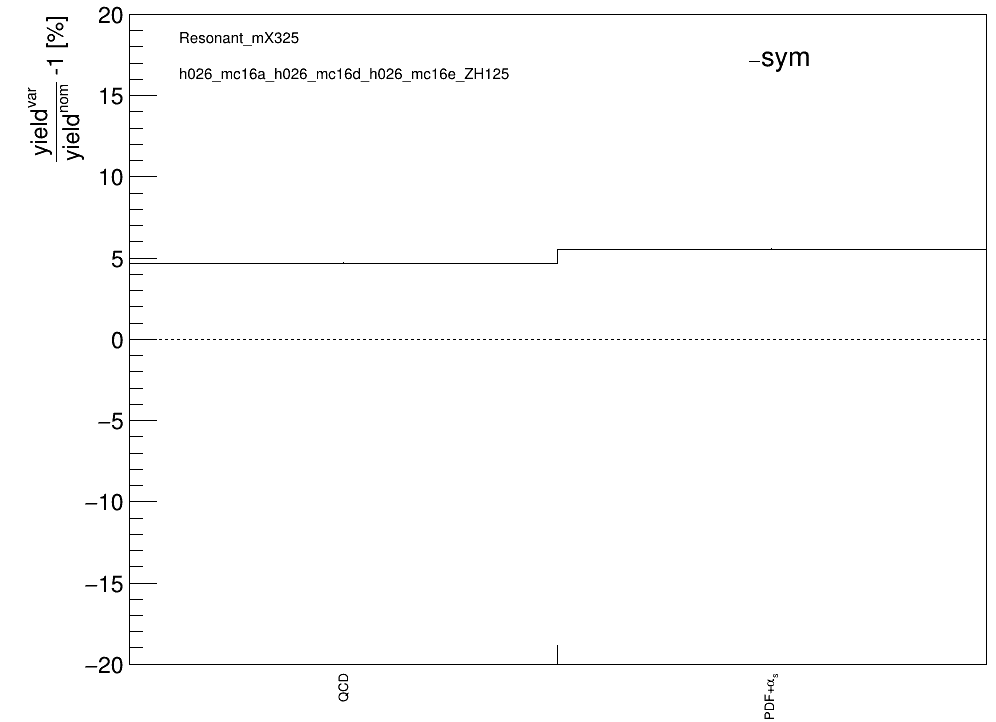 yield^var
yield^nom -1 [%]
Resonant_mX325
h026_mc16a_h026_mc16d_h026_mc16e_ZH125
sym
20
15
10
5
0
−5
−10
−15
−20
QCD
PDF+α_s